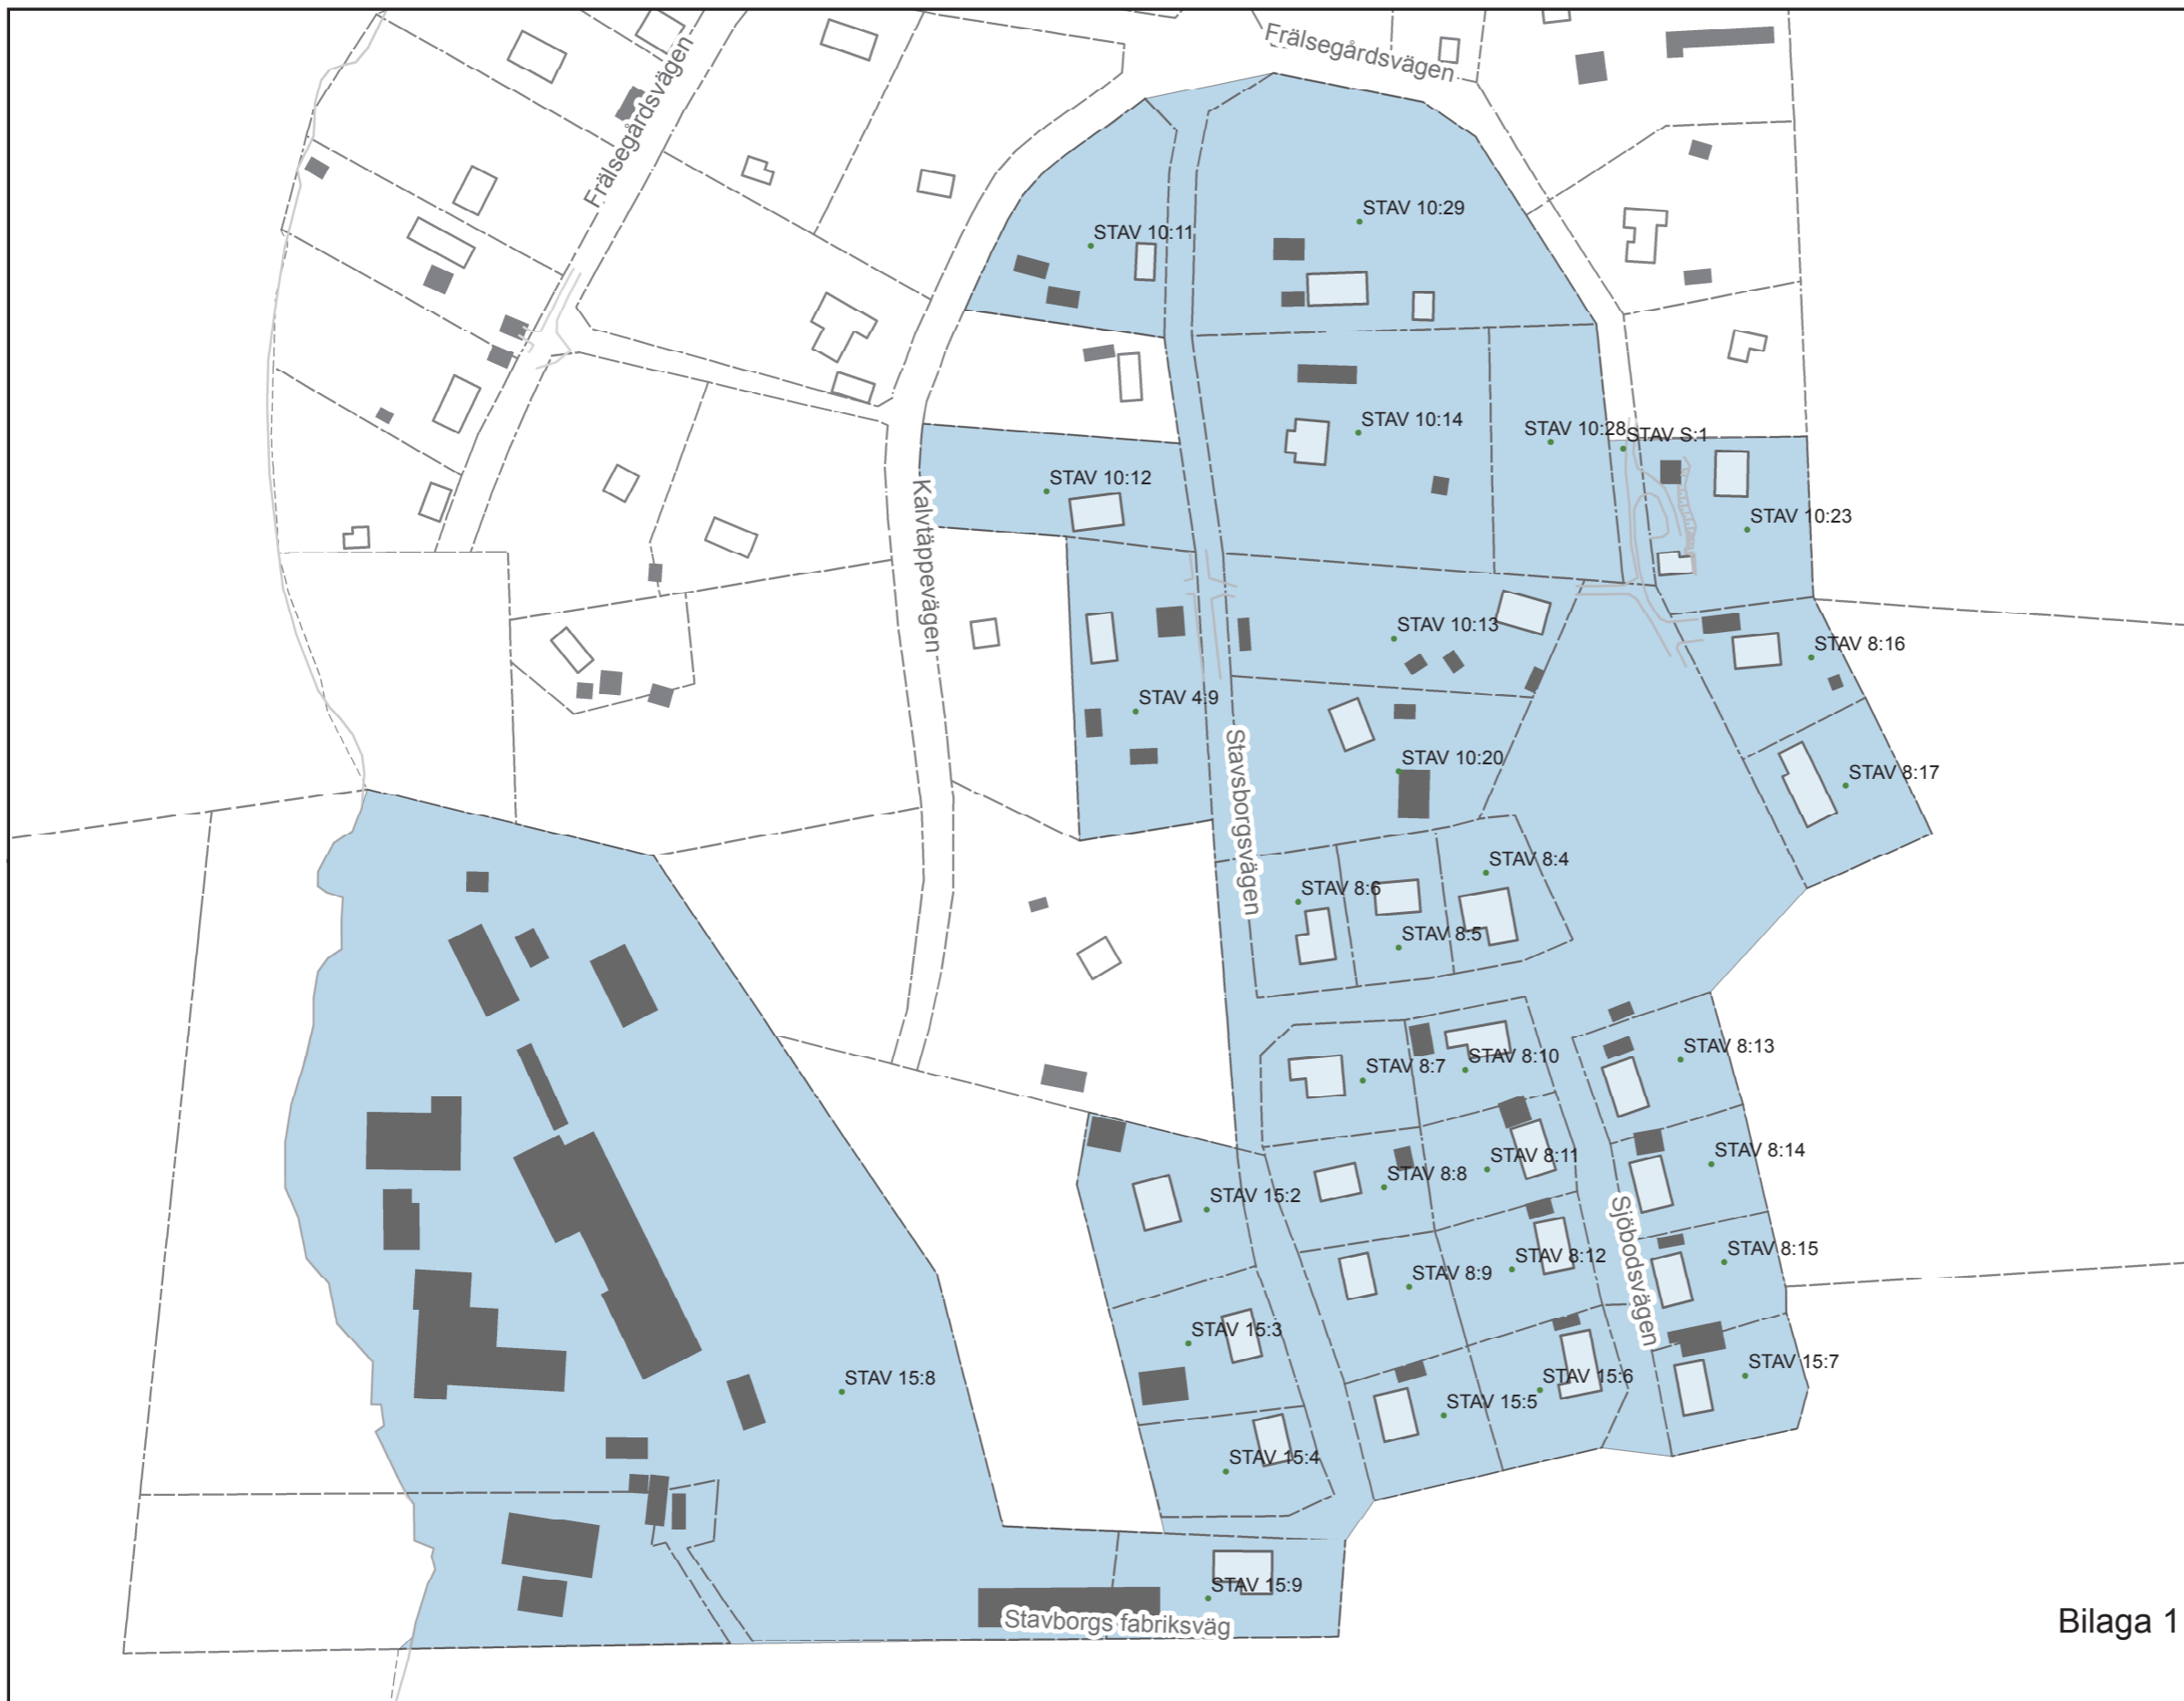 Frälsegårdsvägen
Frälsegårdsvägen
STAV 10:29
STAV 10:11
STAV 10:14
STAV 10:28
STAV S:1
STAV 10:12
STAV 10:23
Kalvtäppevägen
STAV 10:13
STAV 8:16
STAV 4:9
Stavsborgsvägen
STAV 10:20
STAV 8:17
STAV 8:4
STAV 8:6
STAV 8:5
STAV 8:13
STAV 8:10
STAV 8:7
STAV 8:14
STAV 8:11
STAV 8:8
STAV 15:2
Sjöbodsvägen
STAV 8:15
STAV 8:12
STAV 8:9
STAV 15:3
STAV 15:7
STAV 15:8
STAV 15:6
STAV 15:5
STAV 15:4
STAV 15:9
Stavborgs fabriksväg
Bilaga 1